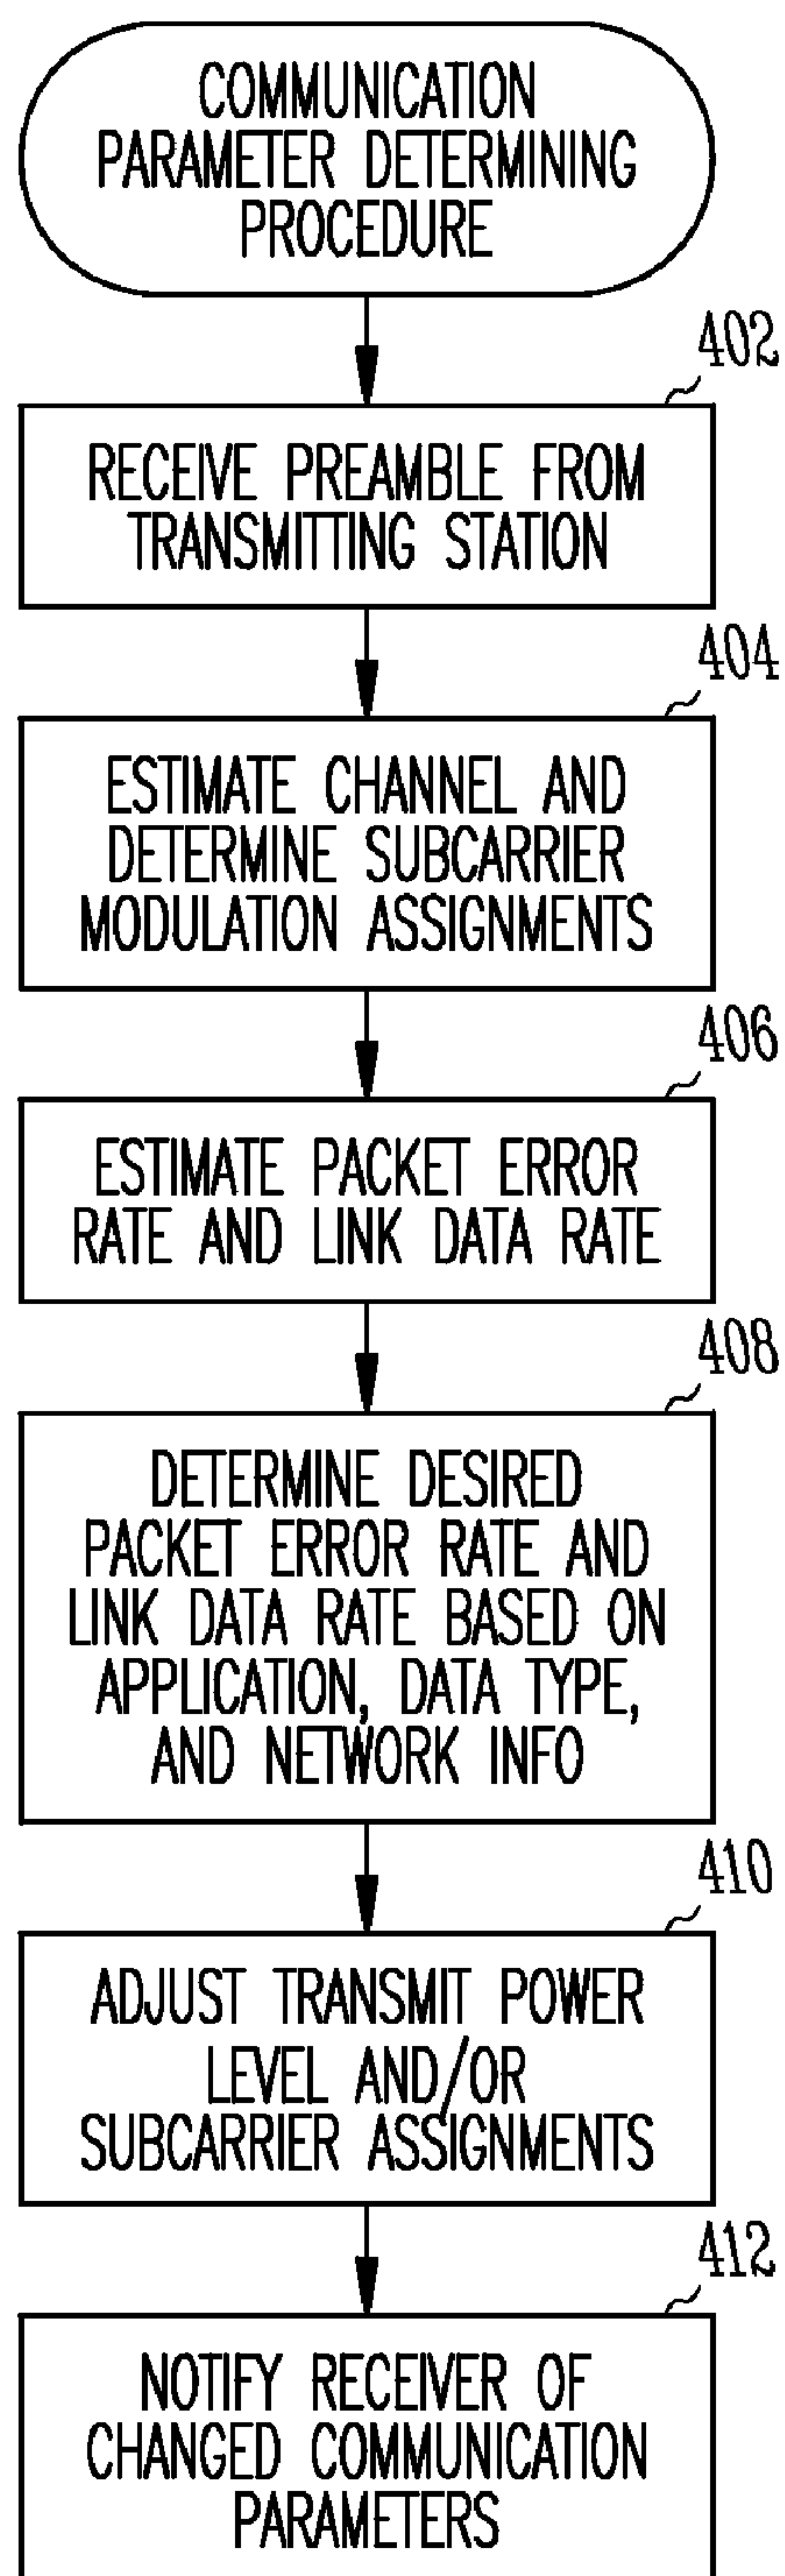 COMMUNICATION
PARAMETER DETERMINING
PROCEDURE
402
RECEIVE PREAMBLE FROM
TRANSMITTING STATION
404
ESTIMATE CHANNEL AND
DETERMINE SUBCARRIER
MODULATION ASSIGNMENTS
406
ESTIMATE PACKET ERROR
RATE AND LINK DATA RATE
408
DETERMINE DESIRED
PACKET ERROR RATE AND
LINK DATA RATE BASED ON
APPLICATION, DATA TYPE,
AND NETWORK INFO
410
ADJUST TRANSMIT POWER
LEVEL AND/OR
SUBCARRIER ASSIGNMENTS
412
NOTIFY RECEIVER OF
CHANGED COMMUNICATION
PARAMETERS